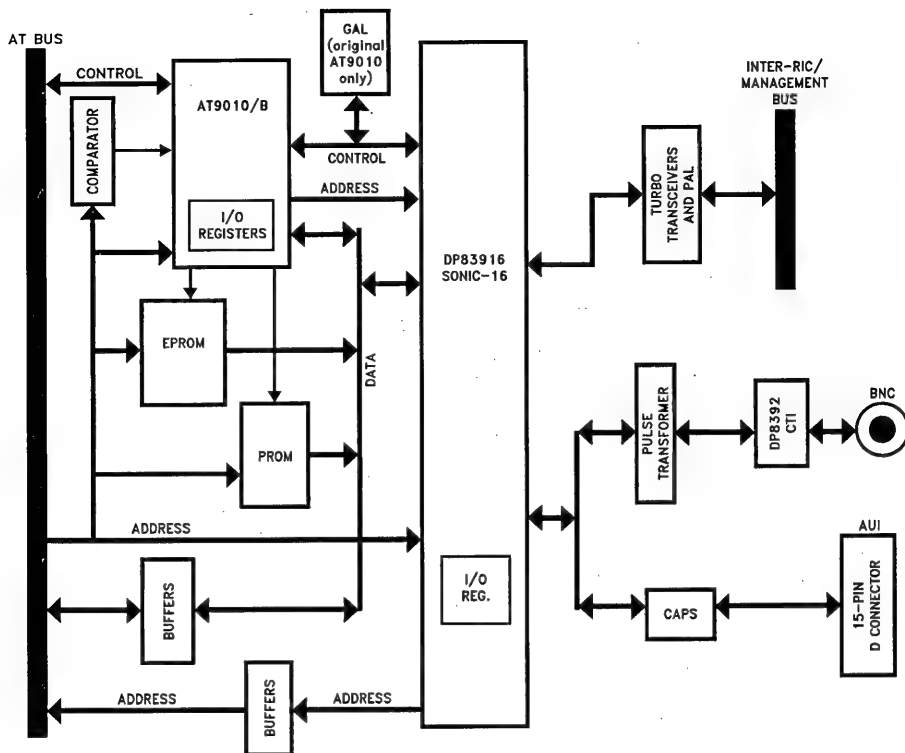 AT BUS
CONTROL
COMPARATOR
AT9010/B
I/O
REGISTERS
GAL
(original
AT9010
only)
CONTROL
ADDRESS
EPROM
PROM
DATA
ADDRESS
BUFFERS
ADDRESS
BUFFERS
ADDRESS
DP83916
SONIC-16
I/O
REG.
INTER-RIC/
MANAGEMENT
BUS
TURBO
TRANSCEIVERS
AND PAL
PULSE
TRANSFORMER
DP8392
CTI
BNC
CAPS
AUI
15-PIN
D CONNECTOR